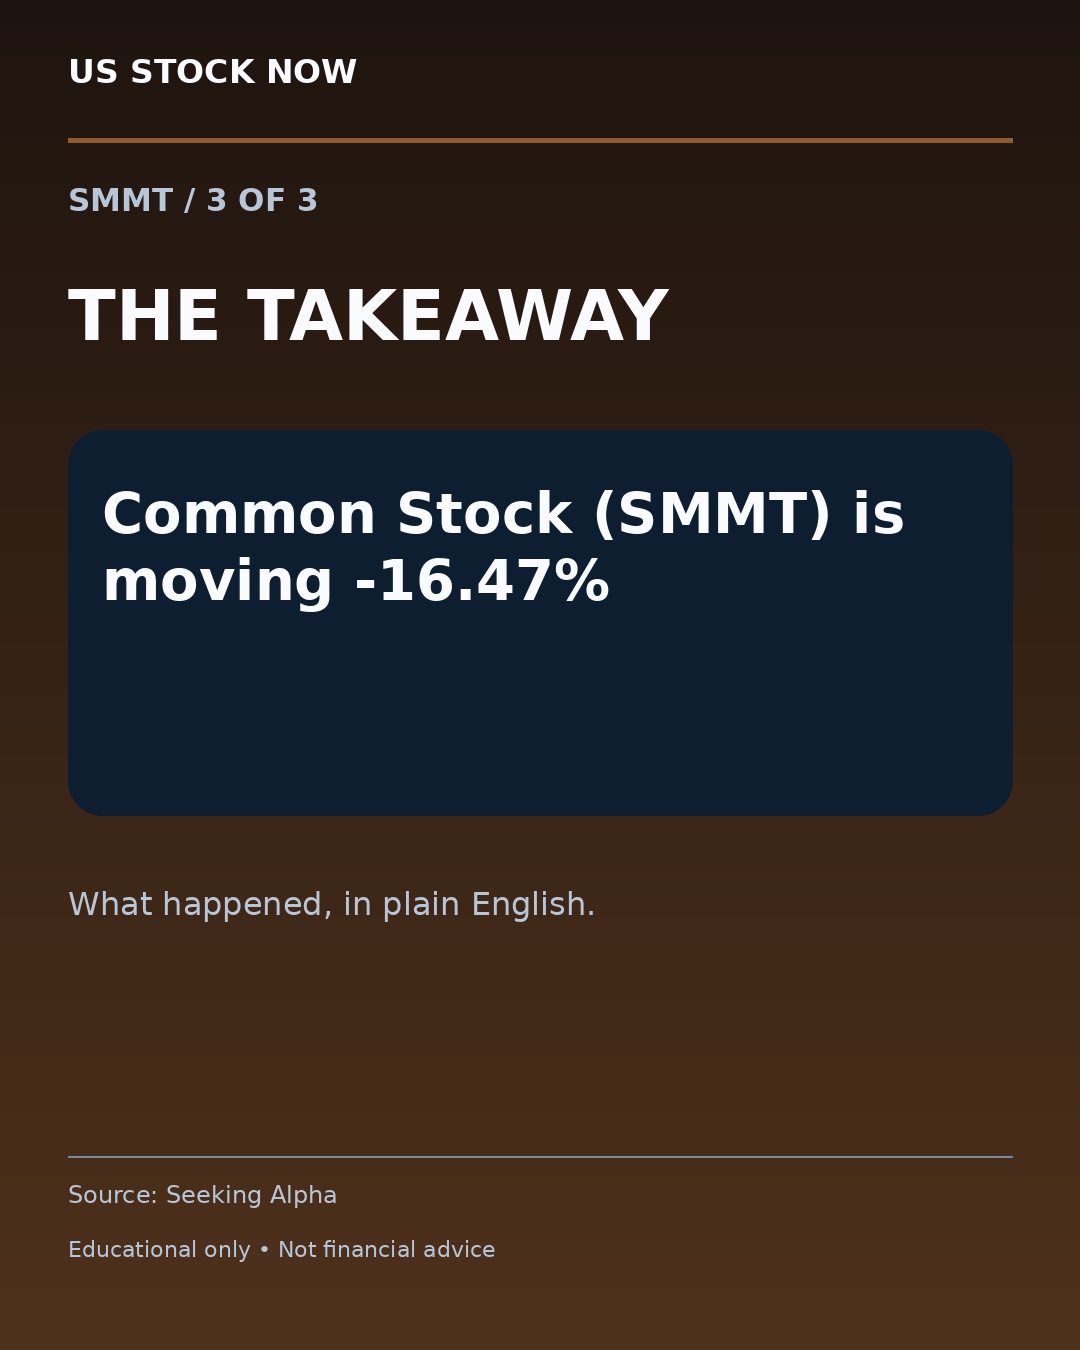 US STOCK NOW
SMMT / 3 OF 3
THE TAKEAWAY
Common Stock (SMMT) is
moving -16.47%
What happened, in plain English.
Source: Seeking Alpha
Educational only • Not financial advice